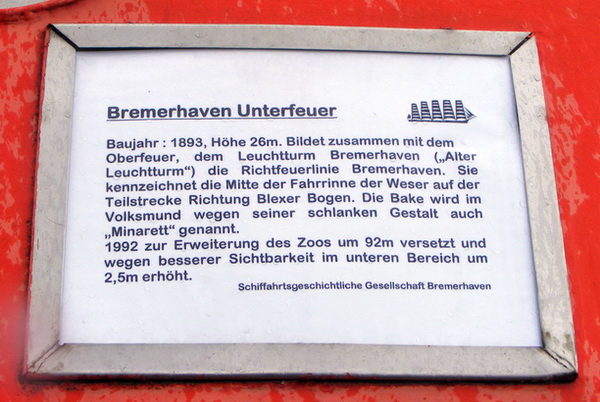 Bremerhaven Unterfeuer
Baujahr : 1893, Höhe 26m. Bildet zusammen mit dem
Oberfeuer, dem Leuchtturm Bremerhaven („Alter
Leuchtturm“) die Richtfeuerlinie Bremerhaven. Sie
kennzeichnet die Mitte der Fahrrinne der Weser auf der
Teilstrecke Richtung Blexer Bogen. Die Bake wird im
Volksmund wegen seiner schlanken Gestalt auch
„Minarett“ genannt.
1992 zur Erweiterung des Zoos um 92m versetzt und
wegen besserer Sichtbarkeit im unteren Bereich um
2,5m erhöht.
Schiffahrtsgeschichtliche Gesellschaft Bremerhaven